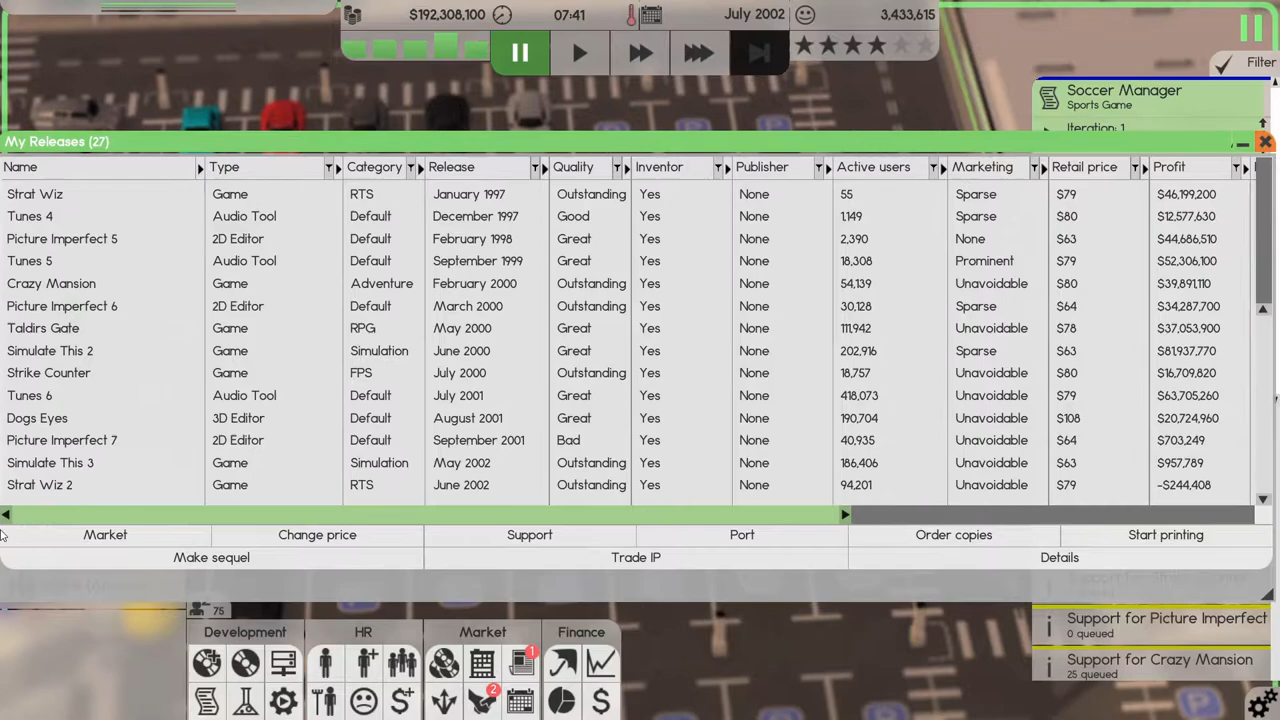 $192,308,100 07:41 July 2002 3,433,615
Filter
Soccer Manager
Sports Game
Iteration: 1
My Releases (27)
Name Type Category Release Quality Inventor Publisher Active users Marketing Retail price Profit
Strat Wiz Game RTS January 1997 Outstanding Yes None 55 Sparse $79 $46,199,200
Tunes 4 Audio Tool Default December 1997 Good Yes None 1,149 Sparse $80 $12,577,630
Picture Imperfect 5 2D Editor Default February 1998 Great Yes None 2,390 None $63 $44,686,510
Tunes 5 Audio Tool Default September 1999 Great Yes None 18,308 Prominent $79 $52,306,100
Crazy Mansion Game Adventure February 2000 Outstanding Yes None 54,139 Unavoidable $80 $39,891,110
Picture Imperfect 6 2D Editor Default March 2000 Outstanding Yes None 30,128 Sparse $64 $34,287,700
Taldirs Gate Game RPG May 2000 Great Yes None 111,942 Unavoidable $78 $37,053,900
Simulate This 2 Game Simulation June 2000 Great Yes None 202,916 Sparse $63 $81,937,770
Strike Counter Game FPS July 2000 Outstanding Yes None 18,757 Unavoidable $80 $16,709,820
Tunes 6 Audio Tool Default July 2001 Great Yes None 418,073 Unavoidable $79 $63,705,260
Dogs Eyes 3D Editor Default August 2001 Great Yes None 190,704 Unavoidable $108 $20,724,960
Picture Imperfect 7 2D Editor Default September 2001 Bad Yes None 40,935 Unavoidable $64 $703,249
Simulate This 3 Game Simulation May 2002 Outstanding Yes None 186,406 Unavoidable $63 $957,789
Strat Wiz 2 Game RTS June 2002 Outstanding Yes None 94,201 Unavoidable $79 -$244,408
Market Change price Support Port Order copies Start printing
Make sequel Trade IP Details
75
Support for Picture Imperfect
0 queued
Development HR Market Finance
1
Support for Crazy Mansion
25 queued
2